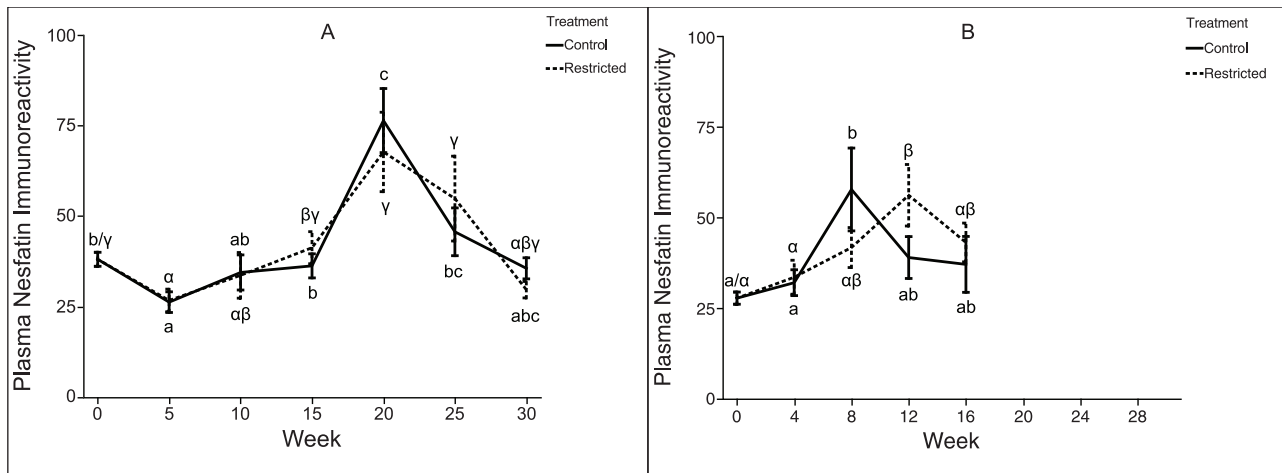 A
Treatment
Control
Restricted
Plasma Nesfatin Immunoreactivity
100
75
50
25
0
b/γ
α
a
ab
αβ
βγ
b
c
γ
γ
bc
αβγ
abc
0 5 10 15 20 25 30
Week
B
Treatment
Control
Restricted
Plasma Nesfatin Immunoreactivity
100
75
50
25
0
a/α
α
a
b
αβ
β
ab
αβ
ab
0 4 8 12 16 20 24 28
Week